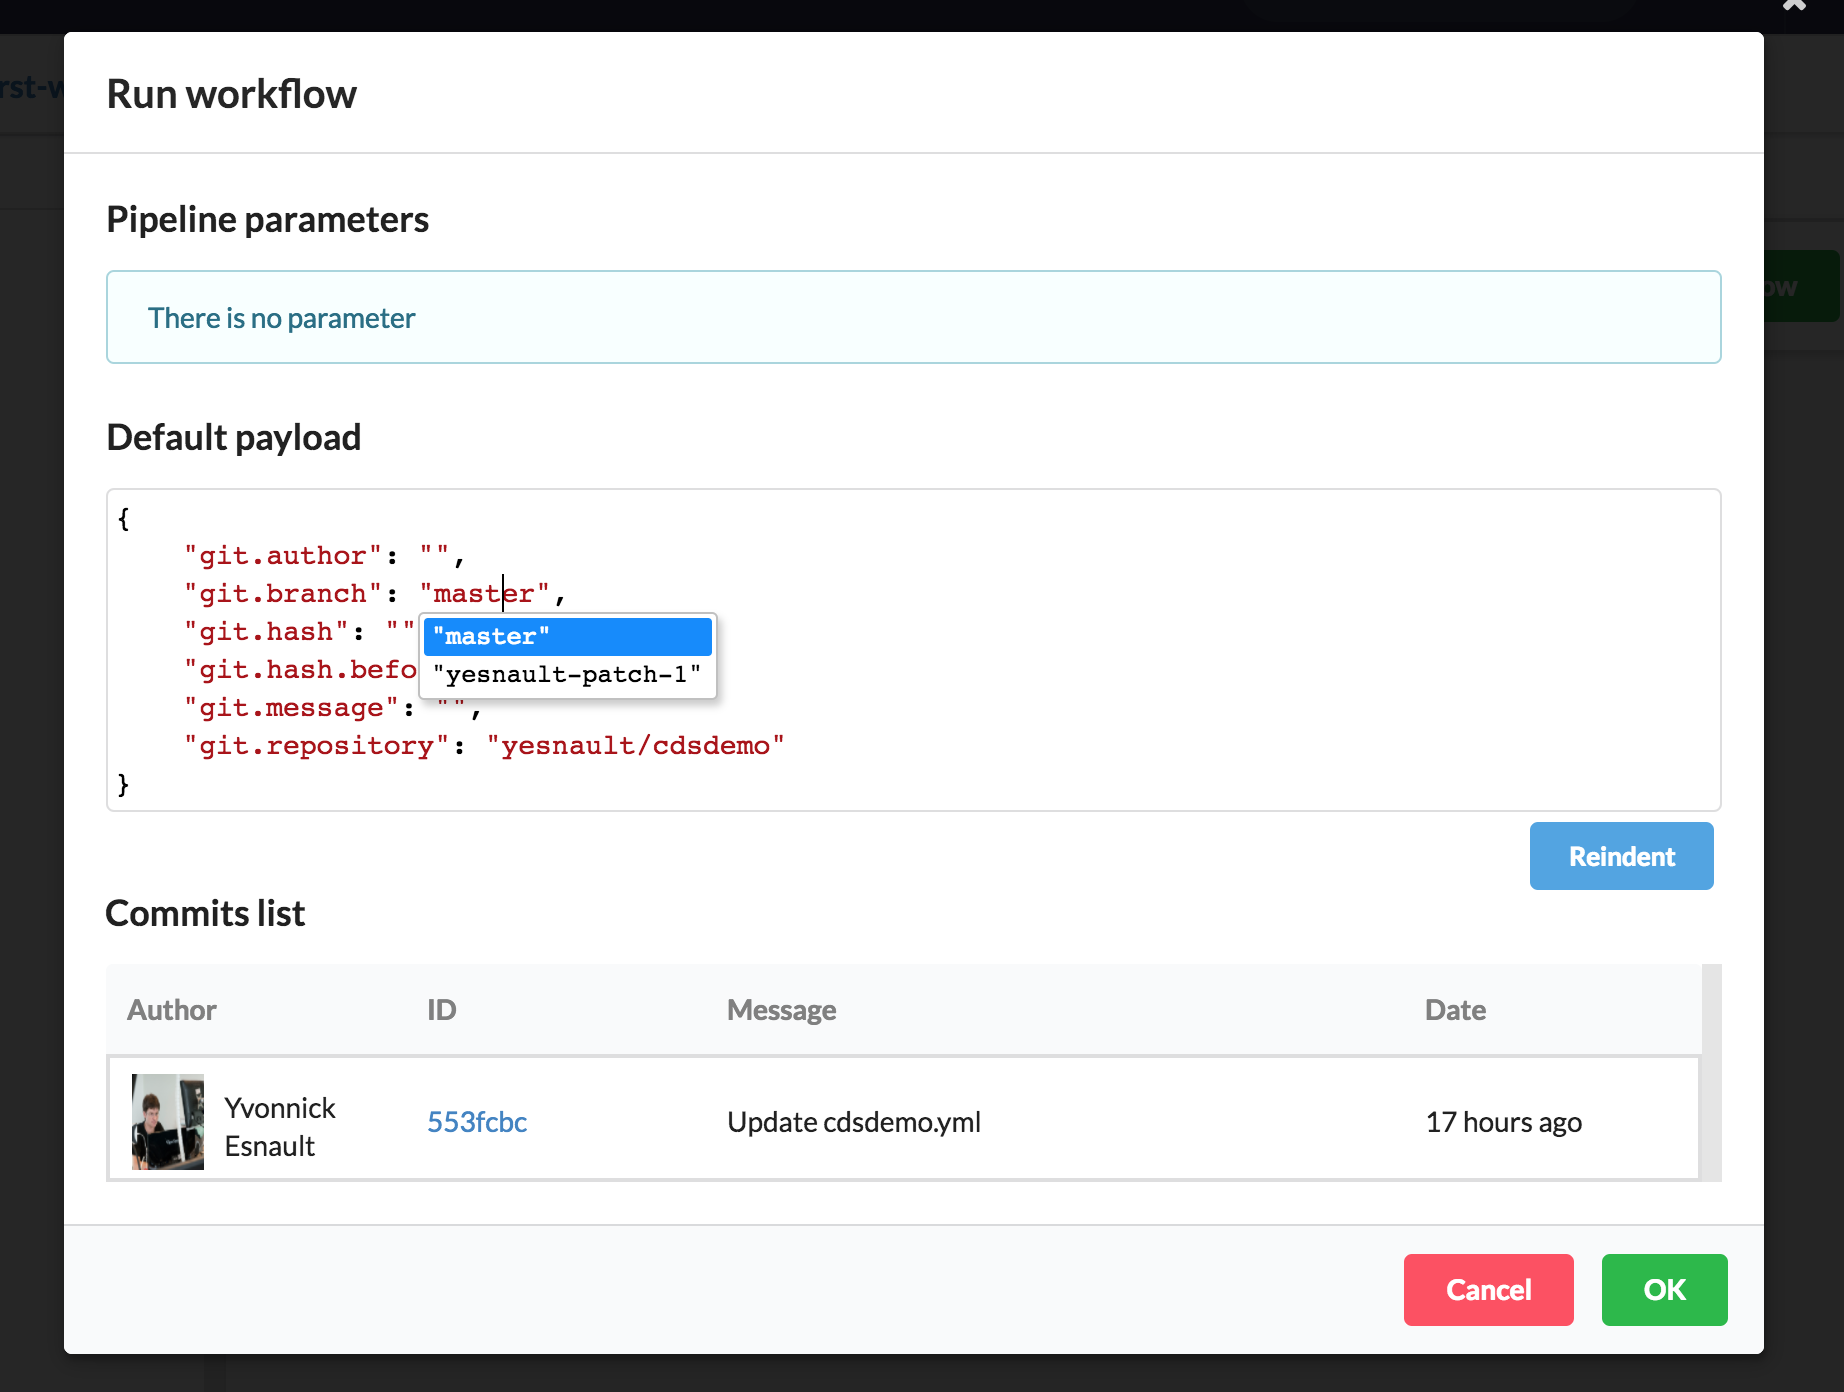 rst-w
Run workflow
Pipeline parameters
There is no parameter
ow
Default payload
{
"git.author": "",
"git.branch": "master",
"git.hash": ""
"master"
"git.hash.befo
"yesnault-patch-1"
"git.message": "",
"git.repository": "yesnault/cdsdemo"
}
Reindent
Commits list
Author ID Message Date
Yvonnick
Esnault
553fcbc Update cdsdemo.yml 17 hours ago
Cancel OK